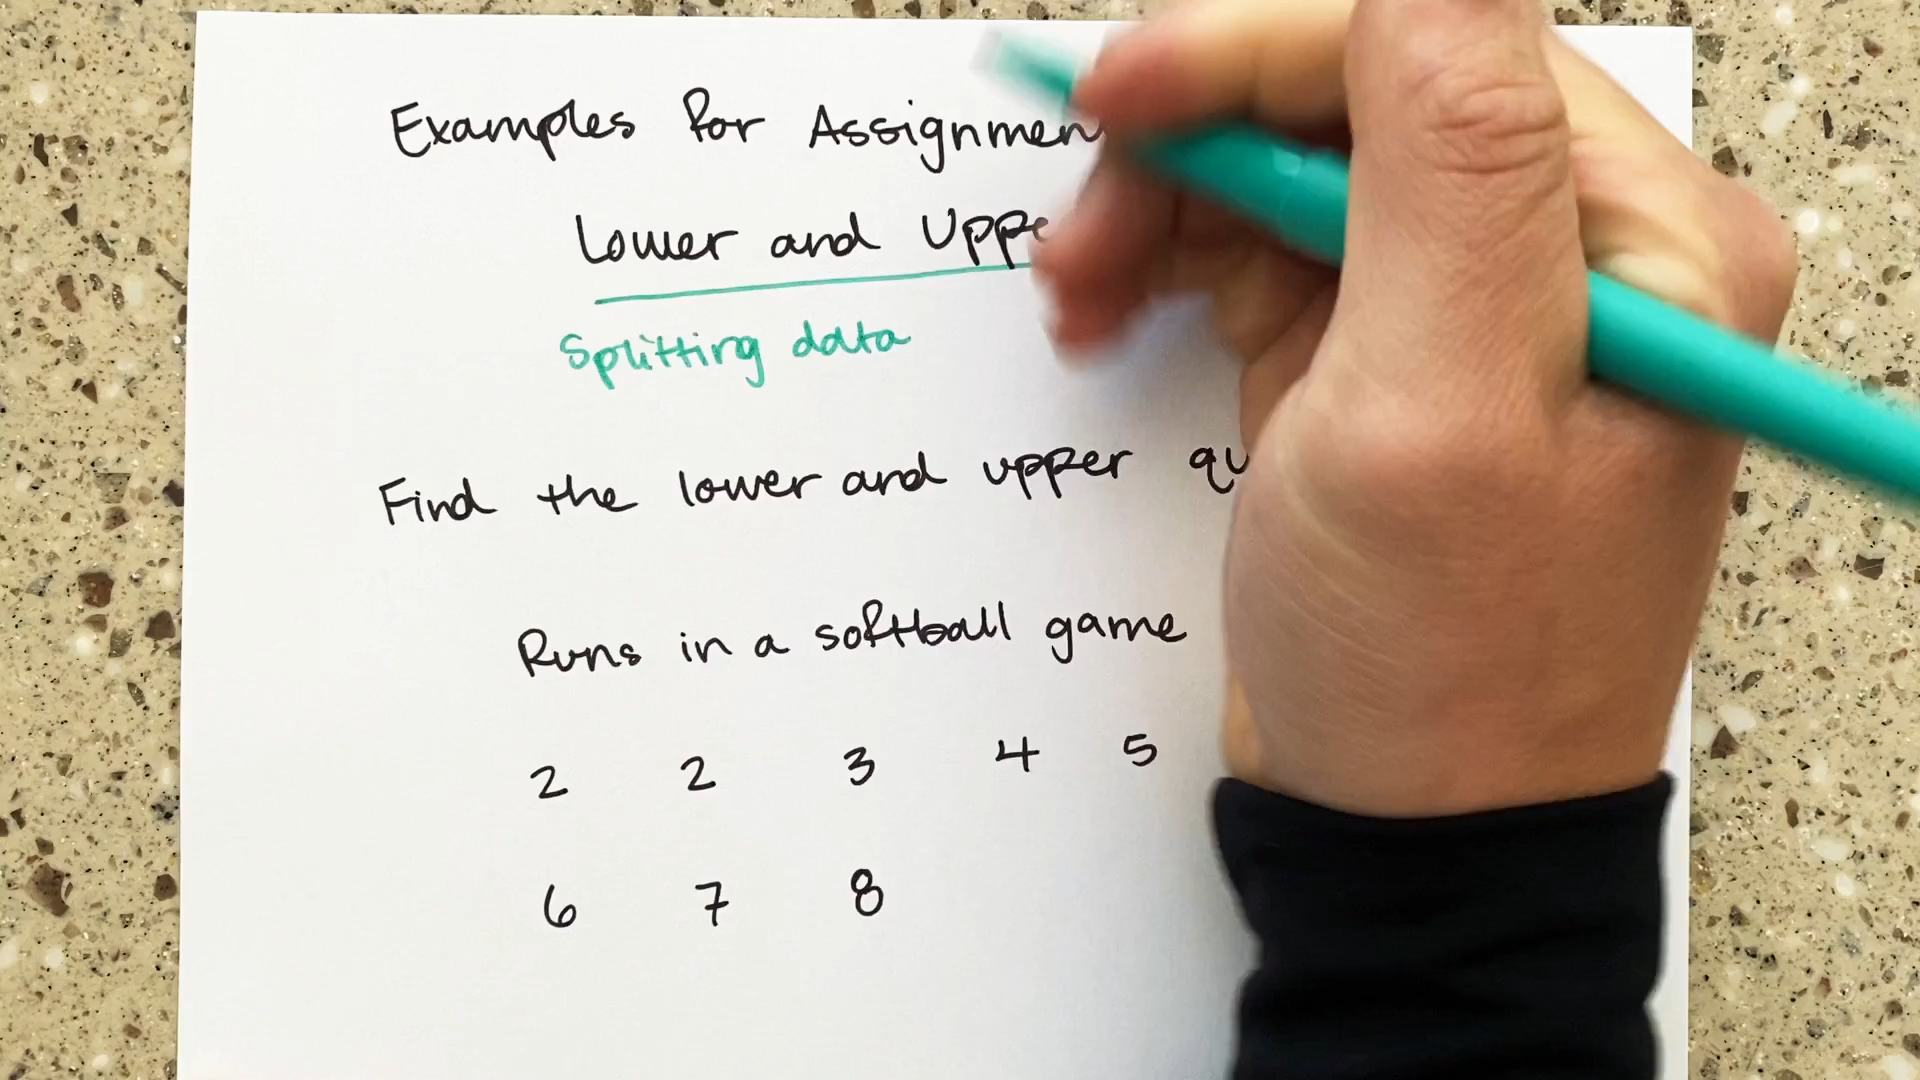 Examples for Assignmen
Lower and Uppe
Splitting data
Find the lower and upper qu
Runs in a softball game
2 2 3 4 5
6 7 8